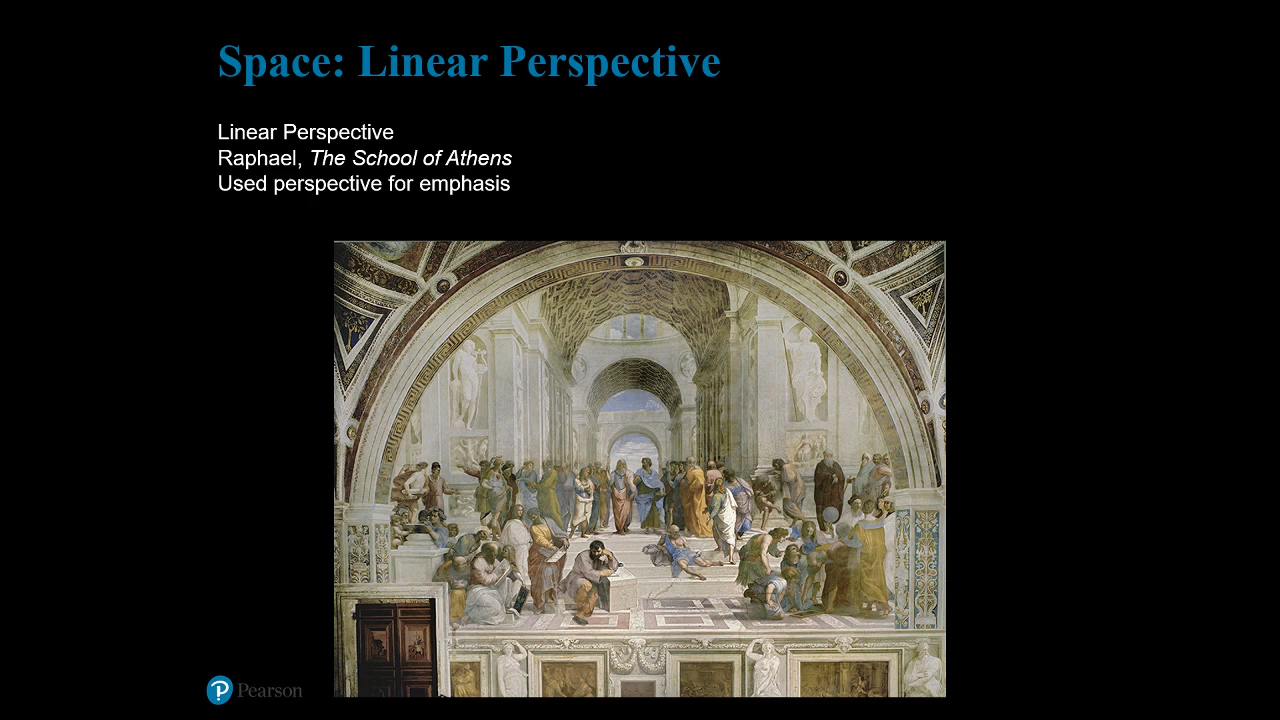 Space: Linear Perspective
Linear Perspective
Raphael, The School of Athens
Used perspective for emphasis
Pearson